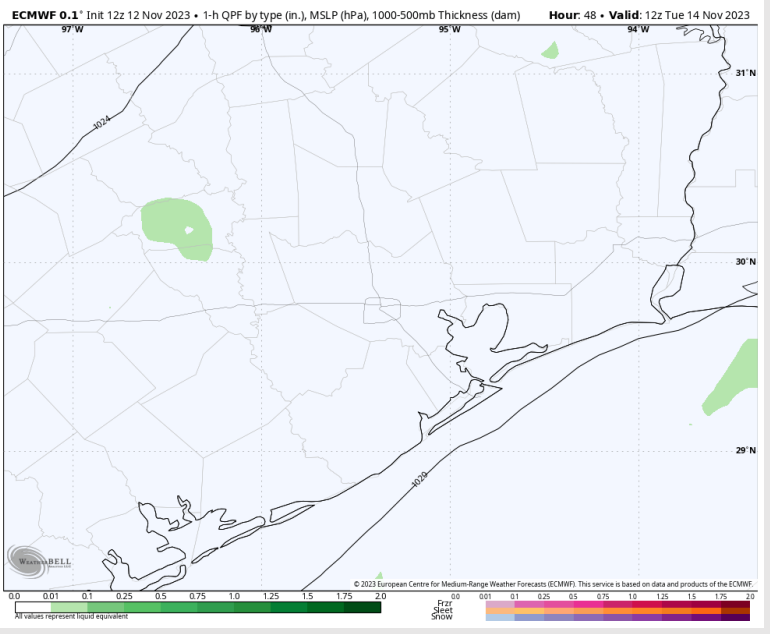 ECMWF 0.1° Init 12z 12 Nov 2023 • 1-h QPF by type (in.), MSLP (hPa), 1000-500mb Thickness (dam) Hour: 48 • Valid: 12z Tue 14 Nov 2023
97°W 96°W 95°W 94°W
31°N
1024
30°N
29°N
1020
WeatherBELL
© 2023 European Centre for Medium-Range Weather Forecasts (ECMWF). This service is based on data and products of the ECMWF.
0.0 0.01 0.1 0.25 0.5 0.75 1.0 1.25 1.5 1.75 2.0 0.0 0.01 0.1 0.25 0.5 0.75 1.0 1.25 1.5 1.75 2.0
Frzr
Sleet
Snow
All values represent liquid equivalent